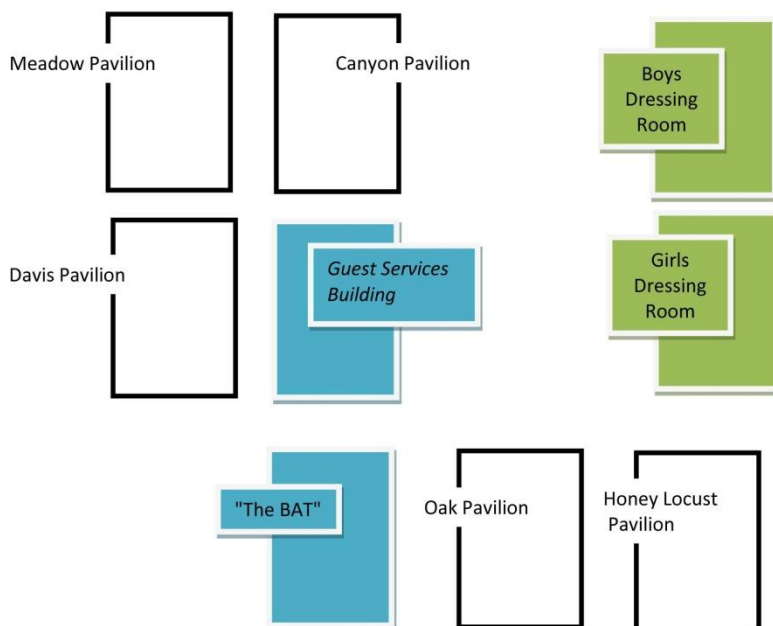 Meadow Pavilion
Canyon Pavilion
Boys
Dressing
Room
Davis Pavilion
Guest Services
Building
Girls
Dressing
Room
"The BAT"
Oak Pavilion
Honey Locust
Pavilion